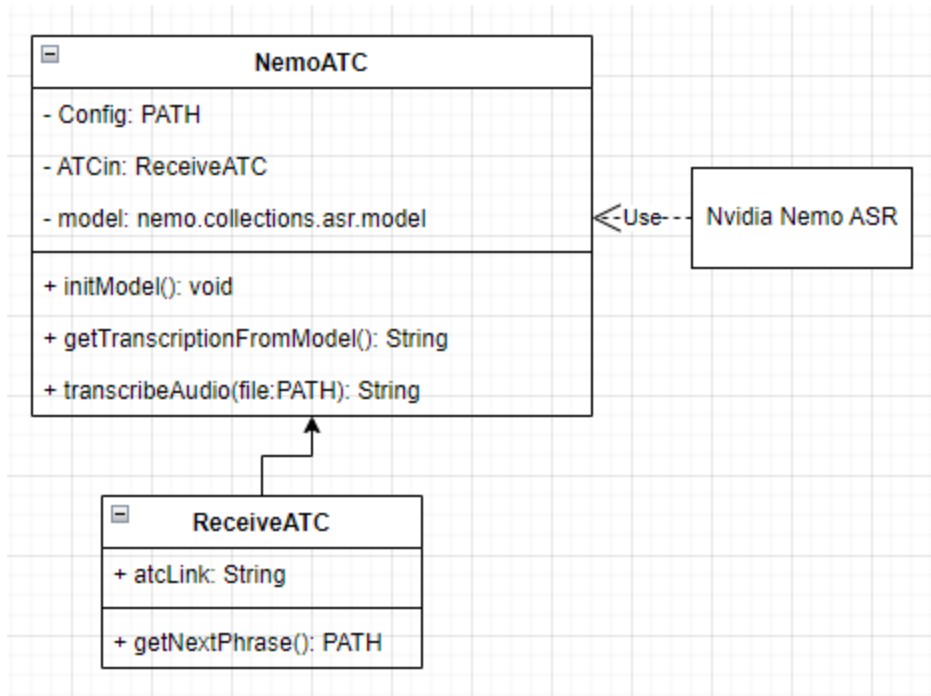 NemoATC
- Config: PATH
- ATCin: ReceiveATC
- model: nemo.collections.asr.model
+ initModel(): void
+ getTranscriptionFromModel(): String
+ transcribeAudio(file:PATH): String
Use
Nvidia Nemo ASR
ReceiveATC
+ atcLink: String
+ getNextPhrase(): PATH